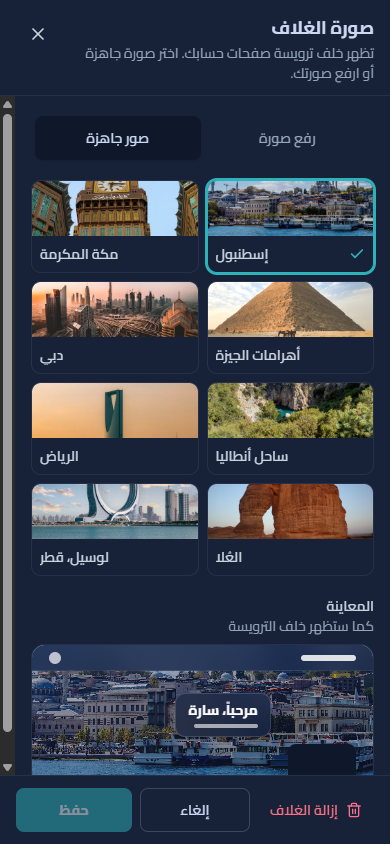 صورة الغلاف
تظهر خلف ترويسة صفحات حسابك. اختر صورة جاهزة
أو ارفع صورتك.
رفع صورة
صور جاهزة
إسطنبول
مكة المكرمة
أهرامات الجيزة
دبي
ساحل أنطاليا
الرياض
العُلا
لوسيل، قطر
المعاينة
كما ستظهر خلف الترويسة
مرحباً، سارة
إزالة الغلاف
إلغاء
حفظ